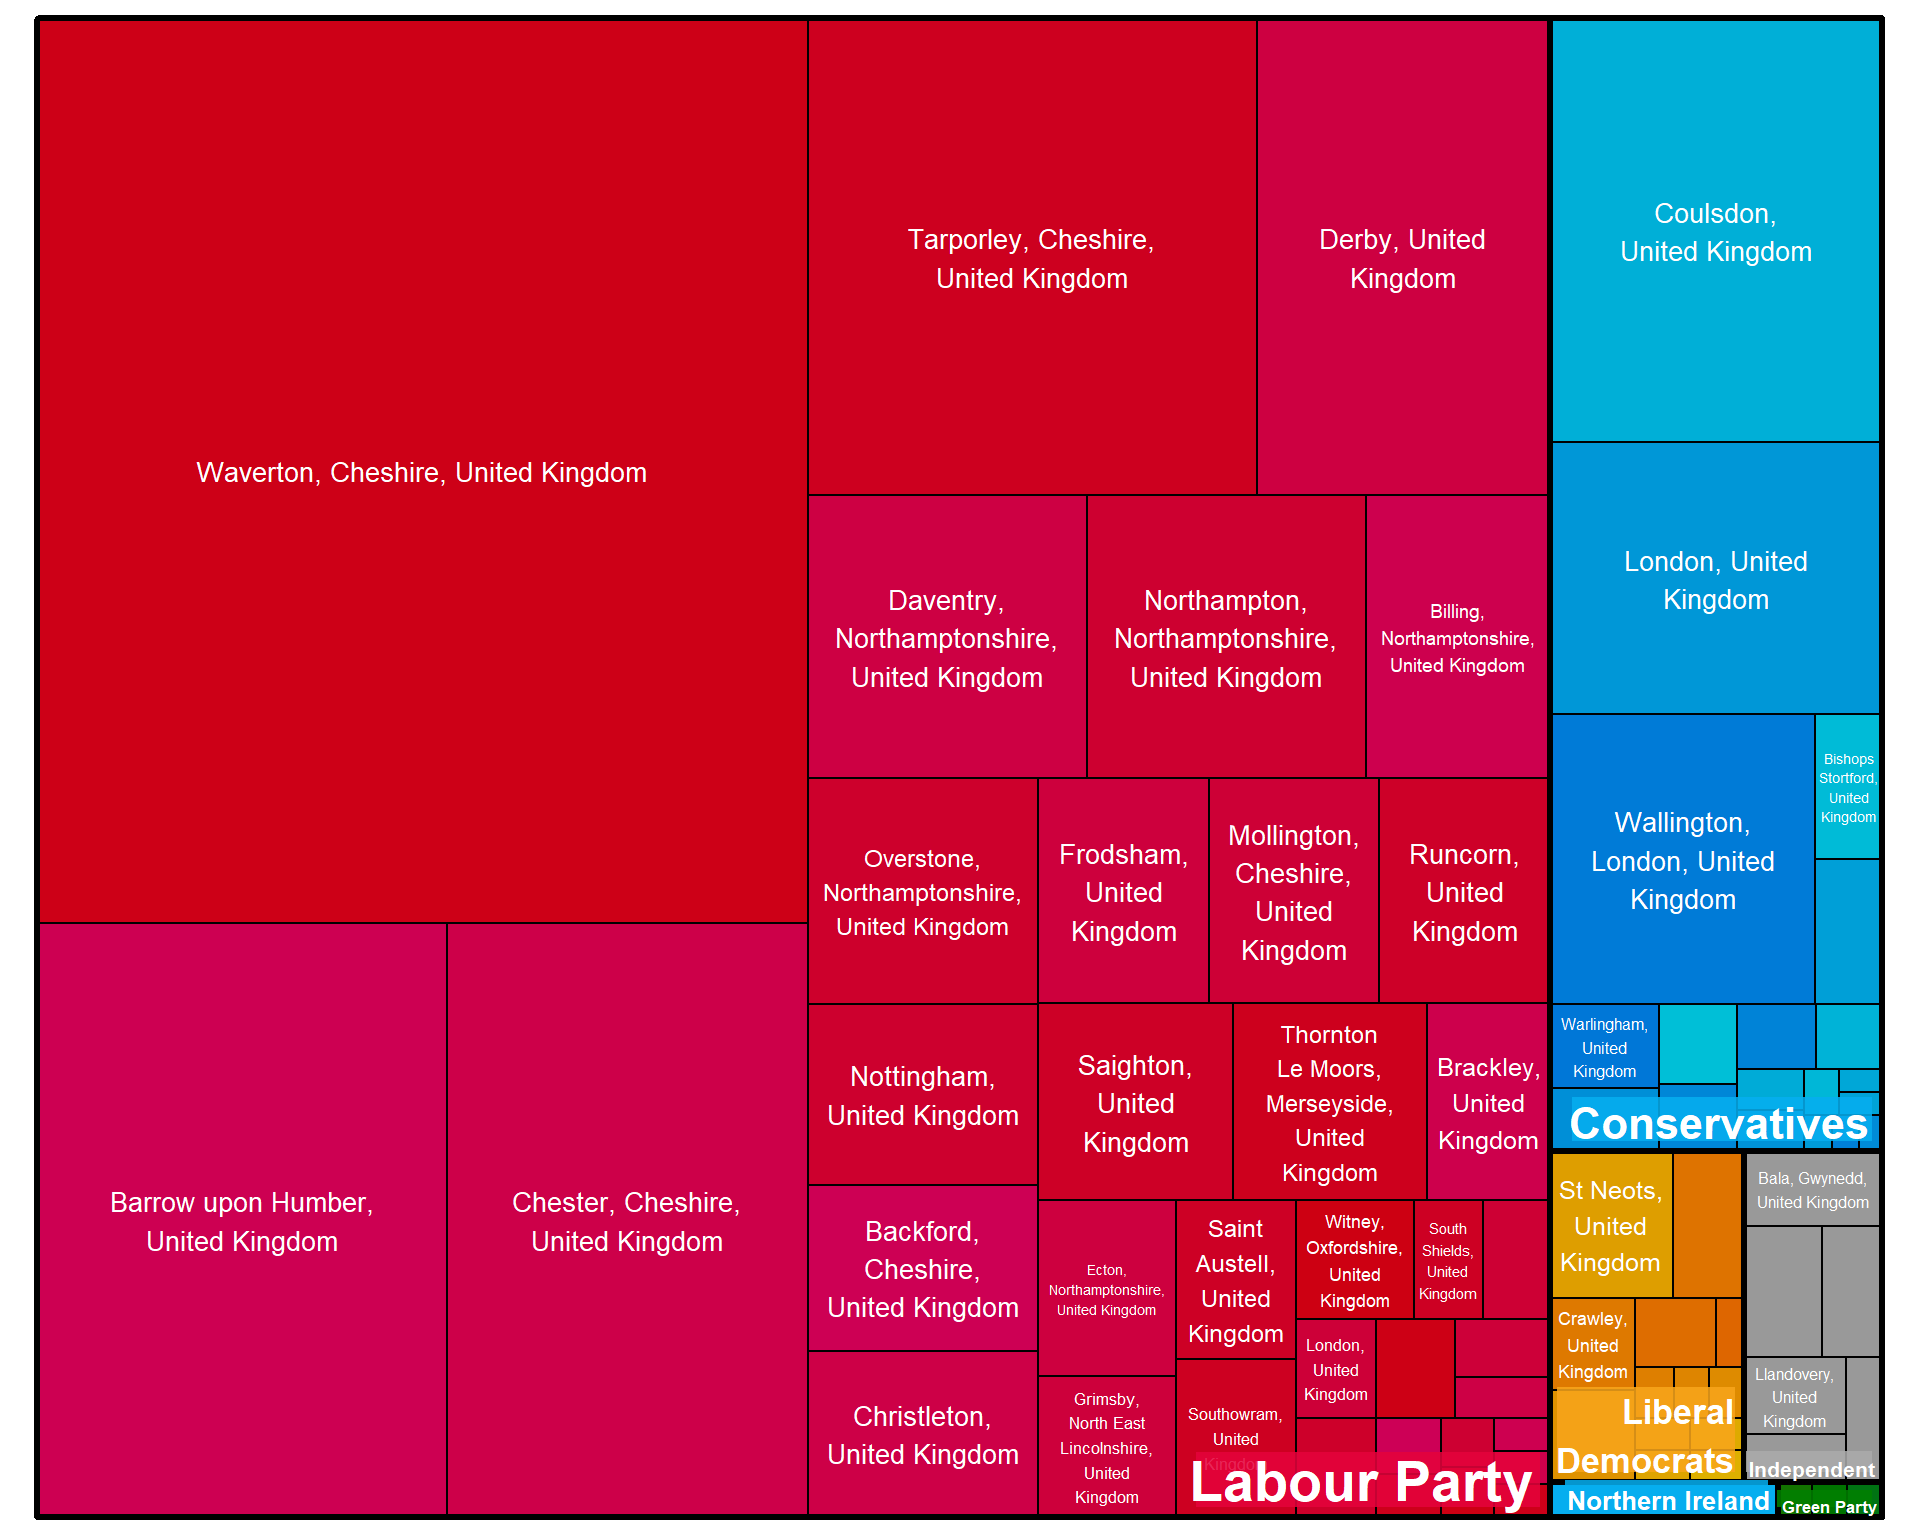 Waverton, Cheshire, United Kingdom
Tarporley, Cheshire,
United Kingdom
Derby, United
Kingdom
Coulsdon,
United Kingdom
London, United
Kingdom
Daventry,
Northamptonshire,
United Kingdom
Northampton,
Northamptonshire,
United Kingdom
Billing,
Northamptonshire,
United Kingdom
Wallington,
London, United
Kingdom
Bishops
Stortford,
United
Kingdom
Overstone,
Northamptonshire,
United Kingdom
Frodsham,
United
Kingdom
Mollington,
Cheshire,
United
Kingdom
Runcorn,
United
Kingdom
Barrow upon Humber,
United Kingdom
Chester, Cheshire,
United Kingdom
Nottingham,
United Kingdom
Saighton,
United
Kingdom
Thornton
Le Moors,
Merseyside,
United
Kingdom
Brackley,
United
Kingdom
Warlingham,
United
Kingdom
Conservatives
Backford,
Cheshire,
United Kingdom
Christleton,
United Kingdom
Ecton,
Northamptonshire,
United Kingdom
Grimsby,
North East
Lincolnshire,
United
Kingdom
Saint
Austell,
United
Kingdom
Southowram,
United
Kingdom
Witney,
Oxfordshire,
United
Kingdom
South
Shields,
United
Kingdom
London,
United
Kingdom
Labour Party
St Neots,
United
Kingdom
Crawley,
United
Kingdom
Liberal
Democrats
Bala, Gwynedd,
United Kingdom
Llandovery,
United
Kingdom
Independent
Northern Ireland
Green Party